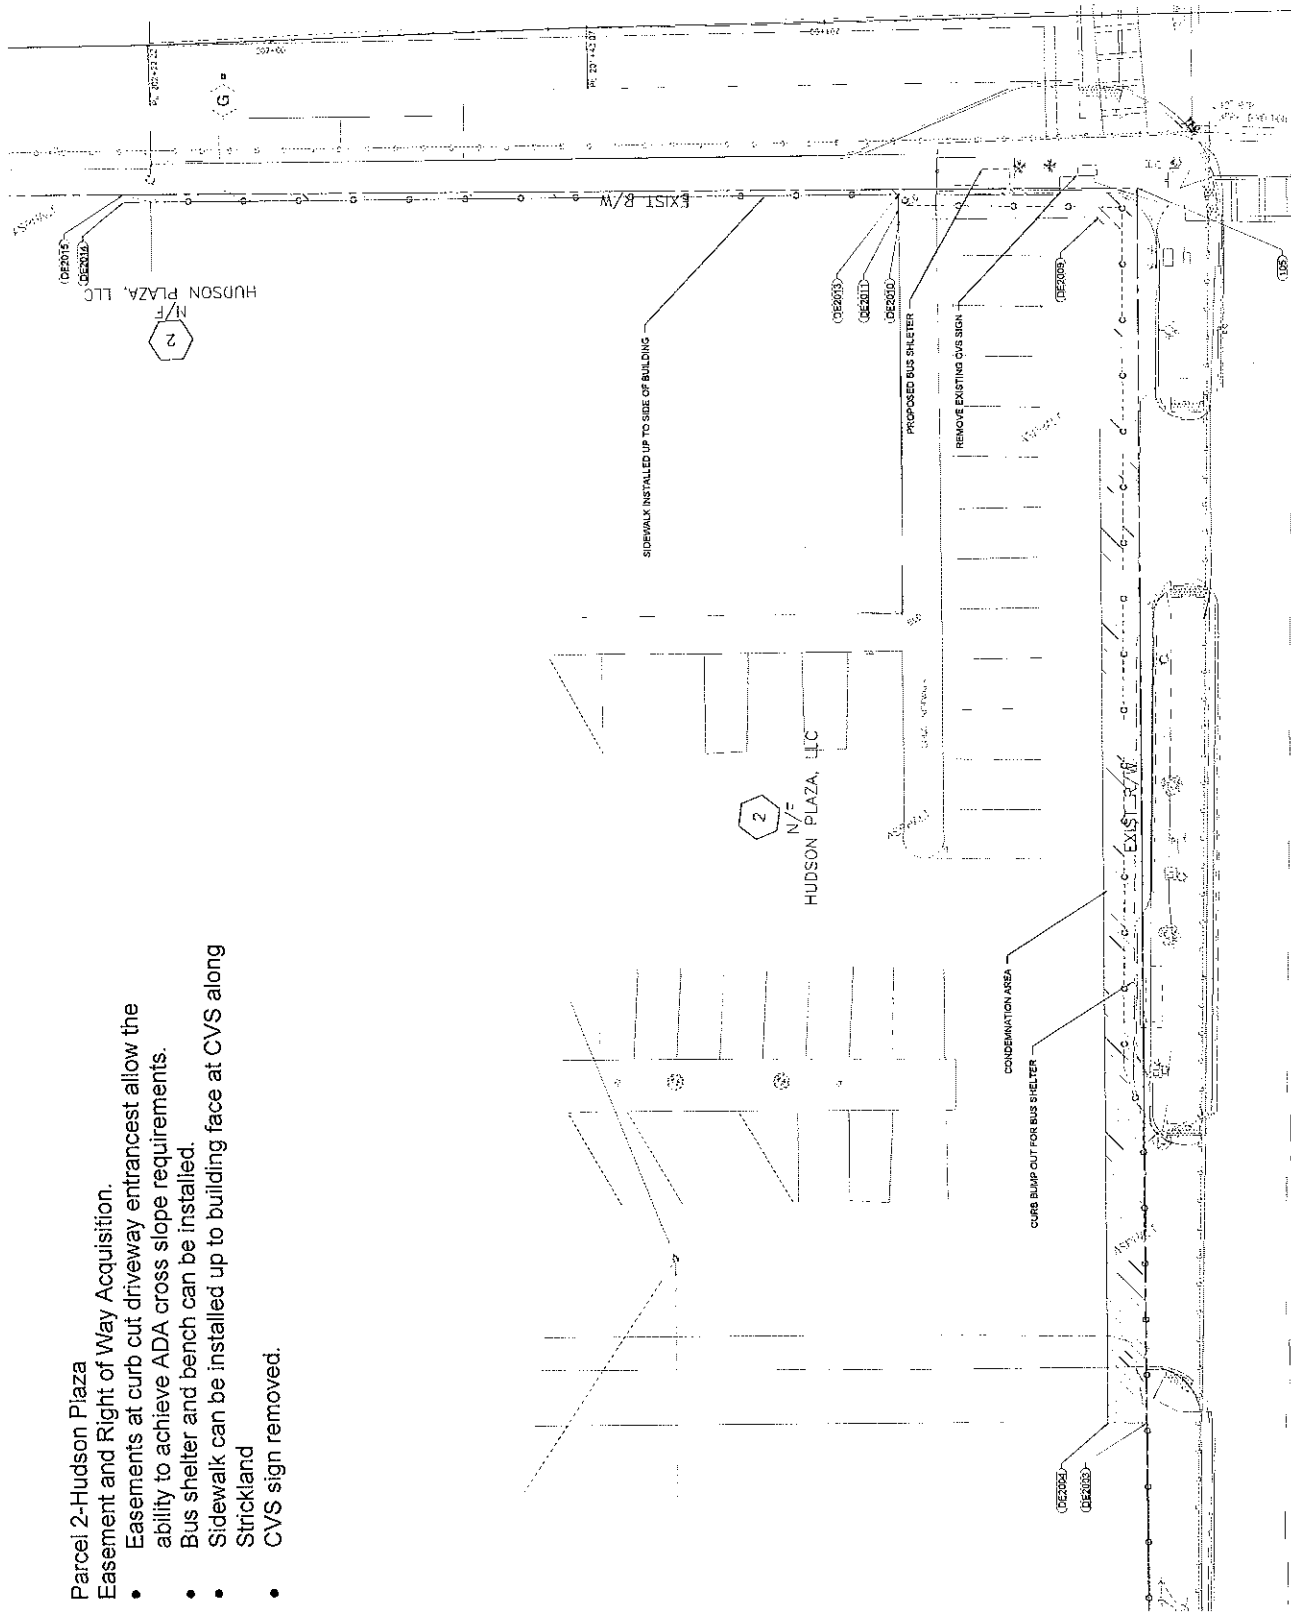 Parcel 2-Hudson Plaza
Easement and Right of Way Acquisition.
• Easements at curb cut driveway entrancest allow the
ability to achieve ADA cross slope requirements.
• Bus shelter and bench can be installed.
• Sidewalk can be installed up to building face at CVS along
Strickland
• CVS sign removed.
DE2015
DE2014
2
N/F
HUDSON PLAZA, LLC
G
EXIST R/W
SIDEWALK INSTALLED UP TO SIDE OF BUILDING
DE2013
DE2011
DE2010
PROPOSED BUS SHLETER
REMOVE EXISTING CVS SIGN
DE2009
105
2
N/F
HUDSON PLAZA, LLC
EXIST R/W
CONDEMNATION AREA
CURB BUMP OUT FOR BUS SHELTER
ASPHALT
DE2004
DE2003